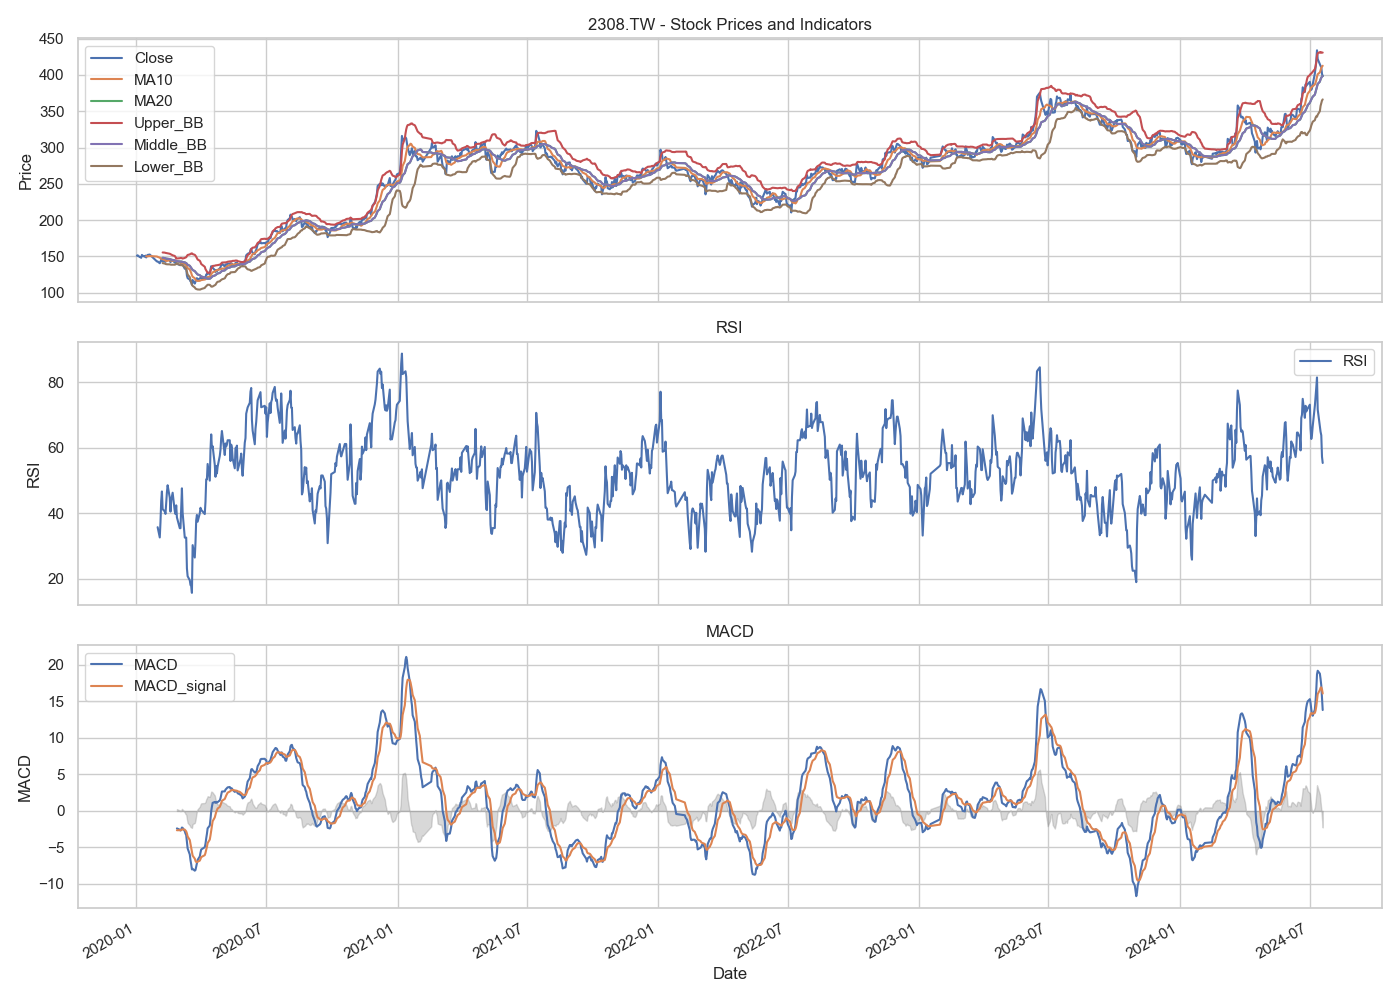 2308.TW - Stock Prices and Indicators
Price
450
400
350
300
250
200
150
100
Close
MA10
MA20
Upper_BB
Middle_BB
Lower_BB
RSI
RSI
80
60
40
20
RSI
MACD
MACD
20
15
10
5
0
−5
−10
MACD
MACD_signal
2020-01
2020-07
2021-01
2021-07
2022-01
2022-07
2023-01
2023-07
2024-01
2024-07
Date